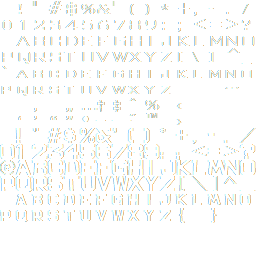 ! " # $ % & ' ( ) * + , - . /
0 1 2 3 4 5 6 7 8 9 : ; < = > ?
A B C D E F G H I J K L M N O
P Q R S T U V W X Y Z [ \ ] ^
A B C D E F G H I J K L M N O
P Q R S T U V W X Y Z
! " # $ % & ' ( ) * + , - . /
0 1 2 3 4 5 6 7 8 9 : ; < = > ?
@ A B C D E F G H I J K L M N O
P Q R S T U V W X Y Z [ \ ] ^
A B C D E F G H I J K L M N O
P Q R S T U V W X Y Z { }